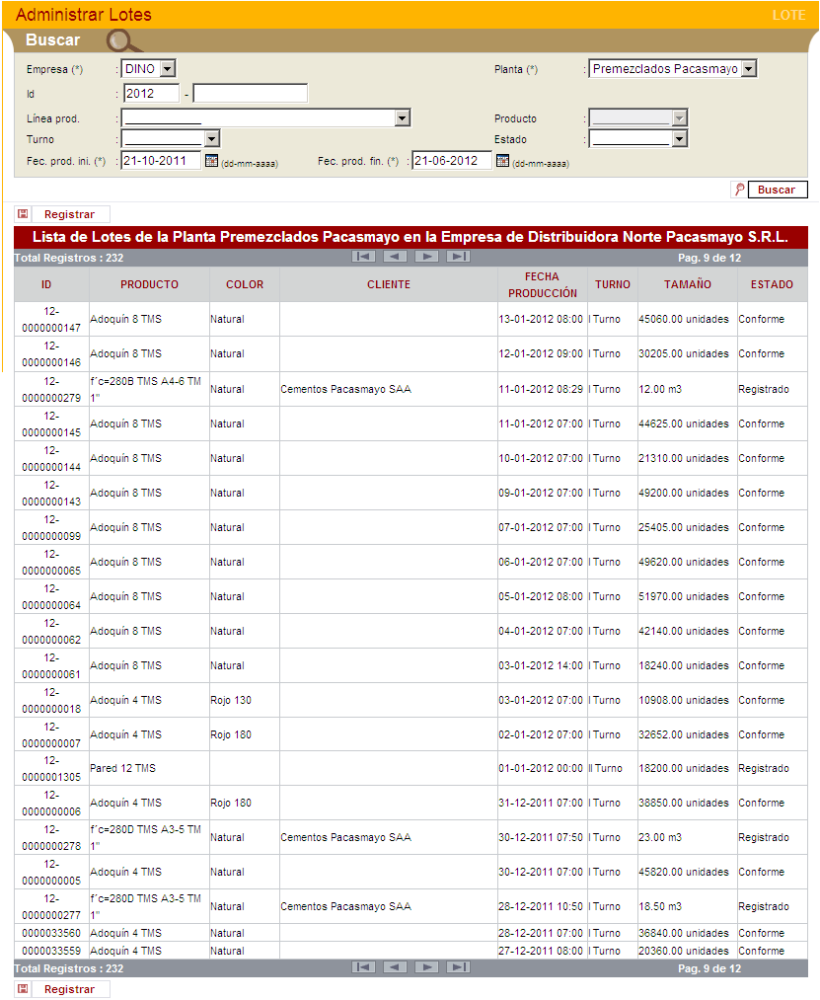 Administrar Lotes LOTE
Buscar
Empresa (*) : DINO Planta (*) : Premezclados Pacasmayo
Id : 2012 -
Línea prod. : Producto :
Turno : Estado :
Fec. prod. ini. (*) : 21-10-2011 (dd-mm-aaaa) Fec. prod. fin. (*) : 21-06-2012 (dd-mm-aaaa)
Buscar
Registrar
Lista de Lotes de la Planta Premezclados Pacasmayo en la Empresa de Distribuidora Norte Pacasmayo S.R.L.
Total Registros : 232 Pag. 9 de 12
ID PRODUCTO COLOR CLIENTE FECHA PRODUCCIÓN TURNO TAMAÑO ESTADO
12-0000000147 Adoquín 8 TMS Natural 13-01-2012 08:00 I Turno 45060.00 unidades Conforme
12-0000000146 Adoquín 8 TMS Natural 12-01-2012 09:00 I Turno 30205.00 unidades Conforme
12-0000000279 f´c=280B TMS A4-6 TM 1" Natural Cementos Pacasmayo SAA 11-01-2012 08:29 I Turno 12.00 m3 Registrado
12-0000000145 Adoquín 8 TMS Natural 11-01-2012 07:00 I Turno 44625.00 unidades Conforme
12-0000000144 Adoquín 8 TMS Natural 10-01-2012 07:00 I Turno 21310.00 unidades Conforme
12-0000000143 Adoquín 8 TMS Natural 09-01-2012 07:00 I Turno 49200.00 unidades Conforme
12-0000000099 Adoquín 8 TMS Natural 07-01-2012 07:00 I Turno 25405.00 unidades Conforme
12-0000000065 Adoquín 8 TMS Natural 06-01-2012 07:00 I Turno 49620.00 unidades Conforme
12-0000000064 Adoquín 8 TMS Natural 05-01-2012 08:00 I Turno 51970.00 unidades Conforme
12-0000000062 Adoquín 8 TMS Natural 04-01-2012 07:00 I Turno 42140.00 unidades Conforme
12-0000000061 Adoquín 8 TMS Natural 03-01-2012 14:00 I Turno 18240.00 unidades Conforme
12-0000000018 Adoquín 4 TMS Rojo 130 03-01-2012 07:00 I Turno 10908.00 unidades Conforme
12-0000000007 Adoquín 4 TMS Rojo 180 02-01-2012 07:00 I Turno 32652.00 unidades Conforme
12-0000001305 Pared 12 TMS 01-01-2012 00:00 II Turno 18200.00 unidades Registrado
12-0000000006 Adoquín 4 TMS Rojo 180 31-12-2011 07:00 I Turno 38850.00 unidades Conforme
12-0000000278 f´c=280D TMS A3-5 TM 1" Natural Cementos Pacasmayo SAA 30-12-2011 07:50 I Turno 23.00 m3 Registrado
12-0000000005 Adoquín 4 TMS Natural 30-12-2011 07:00 I Turno 45820.00 unidades Conforme
12-0000000277 f´c=280D TMS A3-5 TM 1" Natural Cementos Pacasmayo SAA 28-12-2011 10:50 I Turno 18.50 m3 Registrado
0000033560 Adoquín 4 TMS Natural 28-12-2011 07:00 I Turno 36840.00 unidades Conforme
0000033559 Adoquín 4 TMS Natural 27-12-2011 08:00 I Turno 20360.00 unidades Conforme
Total Registros : 232 Pag. 9 de 12
Registrar